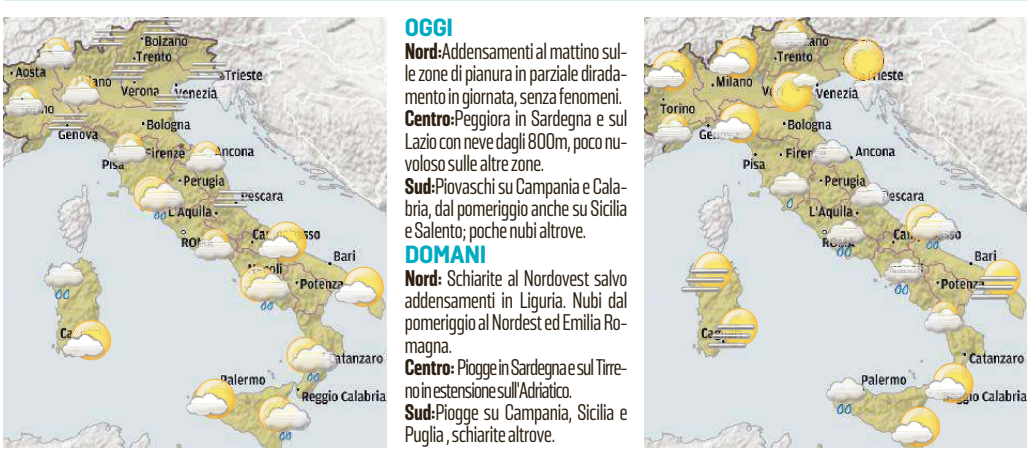 Bolzano
Trento
Aosta
Trieste
Verona
Venezia
Bologna
Genova
Firenze
Ancona
Pisa
Perugia
L'Aquila
Bari
Potenza
Palermo
Reggio Calabria
OGGI
Nord:Addensamenti al mattino sul-
le zone di pianura in parziale dirada-
mento in giornata, senza fenomeni.
Centro:Peggiora in Sardegna e sul
Lazio con neve dagli 800m, poco nu-
voloso sulle altre zone.
Sud:Piovaschi su Campania e Cala-
bria, dal pomeriggio anche su Sicilia
e Salento; poche nubi altrove.
DOMANI
Nord: Schiarite al Nordovest salvo
addensamenti in Liguria. Nubi dal
pomeriggio al Nordest ed Emilia Ro-
magna.
Centro: Piogge in Sardegna e sul Tirre-
no in estensione sull'Adriatico.
Sud:Piogge su Campania, Sicilia e
Puglia , schiarite altrove.
Trento
Milano
Venezia
Torino
Bologna
Pisa
Ancona
Perugia
L'Aquila
Bari
Potenza
Catanzaro
Palermo